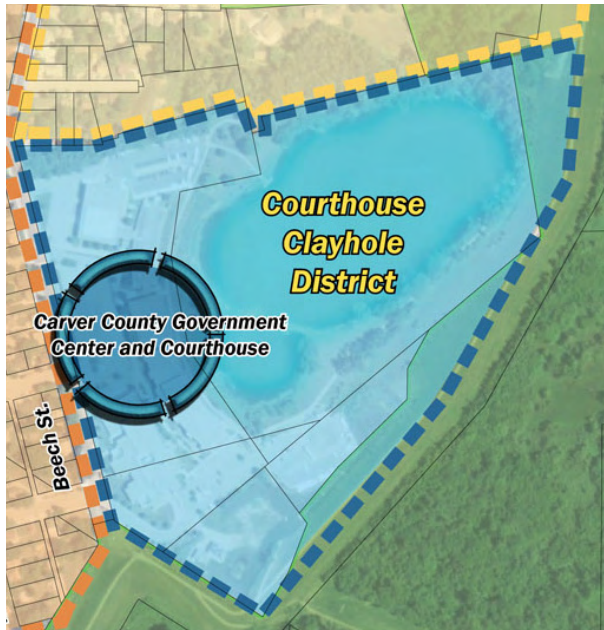 Courthouse
Clayhole
District
Carver County Government
Center and Courthouse
Beech St.